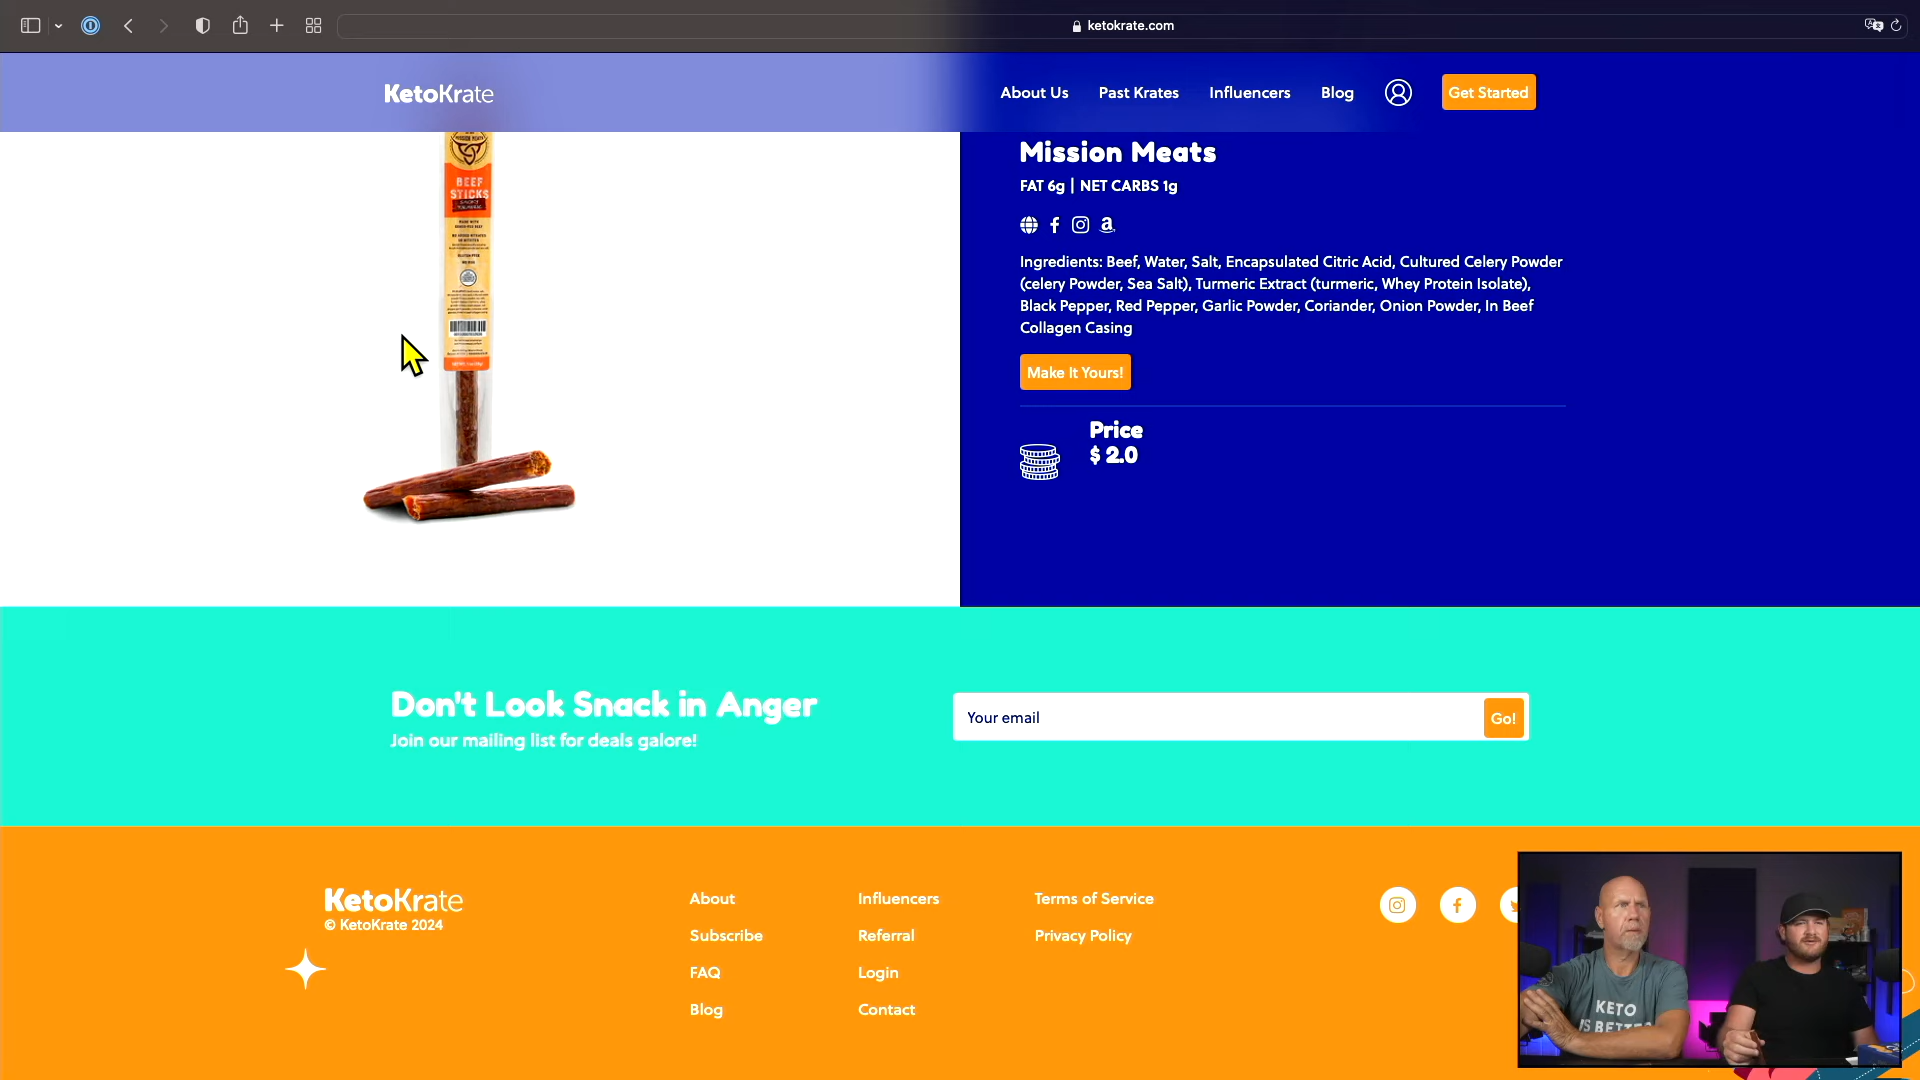 ketokrate.com
KetoKrate
About Us
Past Krates
Influencers
Blog
Get Started
BEEF
STICKS
Mission Meats
FAT 6g | NET CARBS 1g
Ingredients: Beef, Water, Salt, Encapsulated Citric Acid, Cultured Celery Powder
(celery Powder, Sea Salt), Turmeric Extract (turmeric, Whey Protein Isolate),
Black Pepper, Red Pepper, Garlic Powder, Coriander, Onion Powder, In Beef
Collagen Casing
Make It Yours!
Price
$ 2.0
Don't Look Snack in Anger
Join our mailing list for deals galore!
Your email
Go!
KetoKrate
© KetoKrate 2024
About
Subscribe
FAQ
Blog
Influencers
Referral
Login
Contact
Terms of Service
Privacy Policy
KETO
IS BETTER